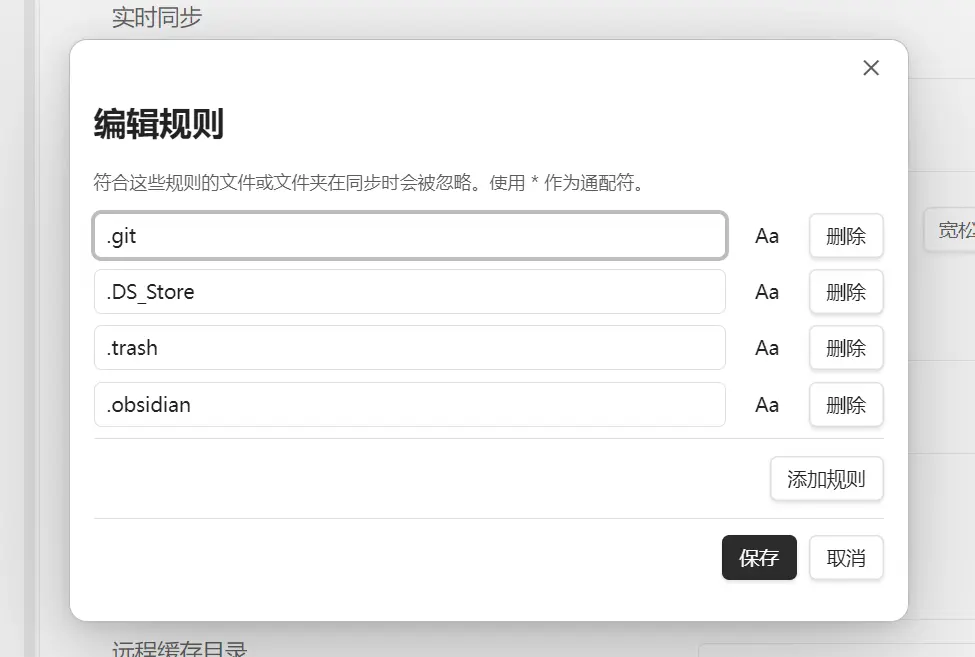 实时同步
编辑规则
符合这些规则的文件或文件夹在同步时会被忽略。使用 * 作为通配符。
.git Aa 删除
宽松
.DS_Store Aa 删除
.trash Aa 删除
.obsidian Aa 删除
添加规则
保存 取消
远程缓存目录